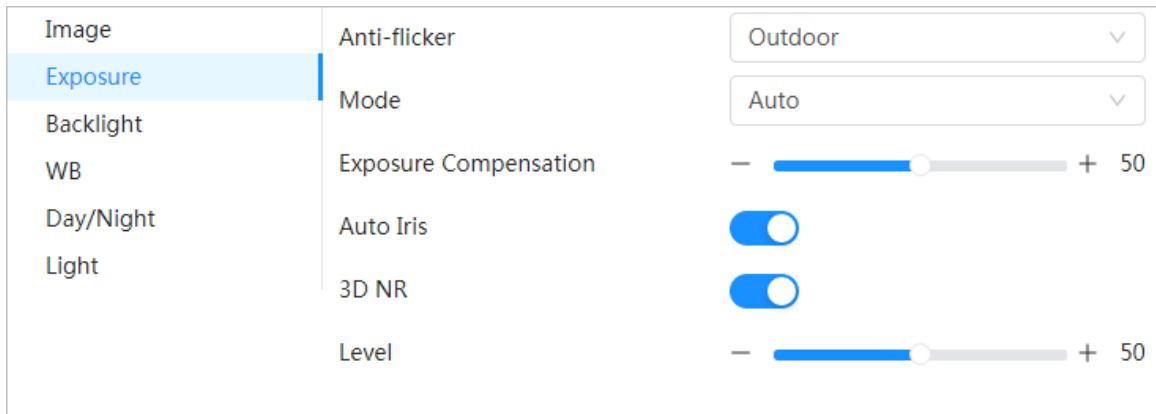 Image
Exposure
Backlight
WB
Day/Night
Light
Anti-flicker Outdoor
Mode Auto
Exposure Compensation − + 50
Auto Iris
3D NR
Level − + 50